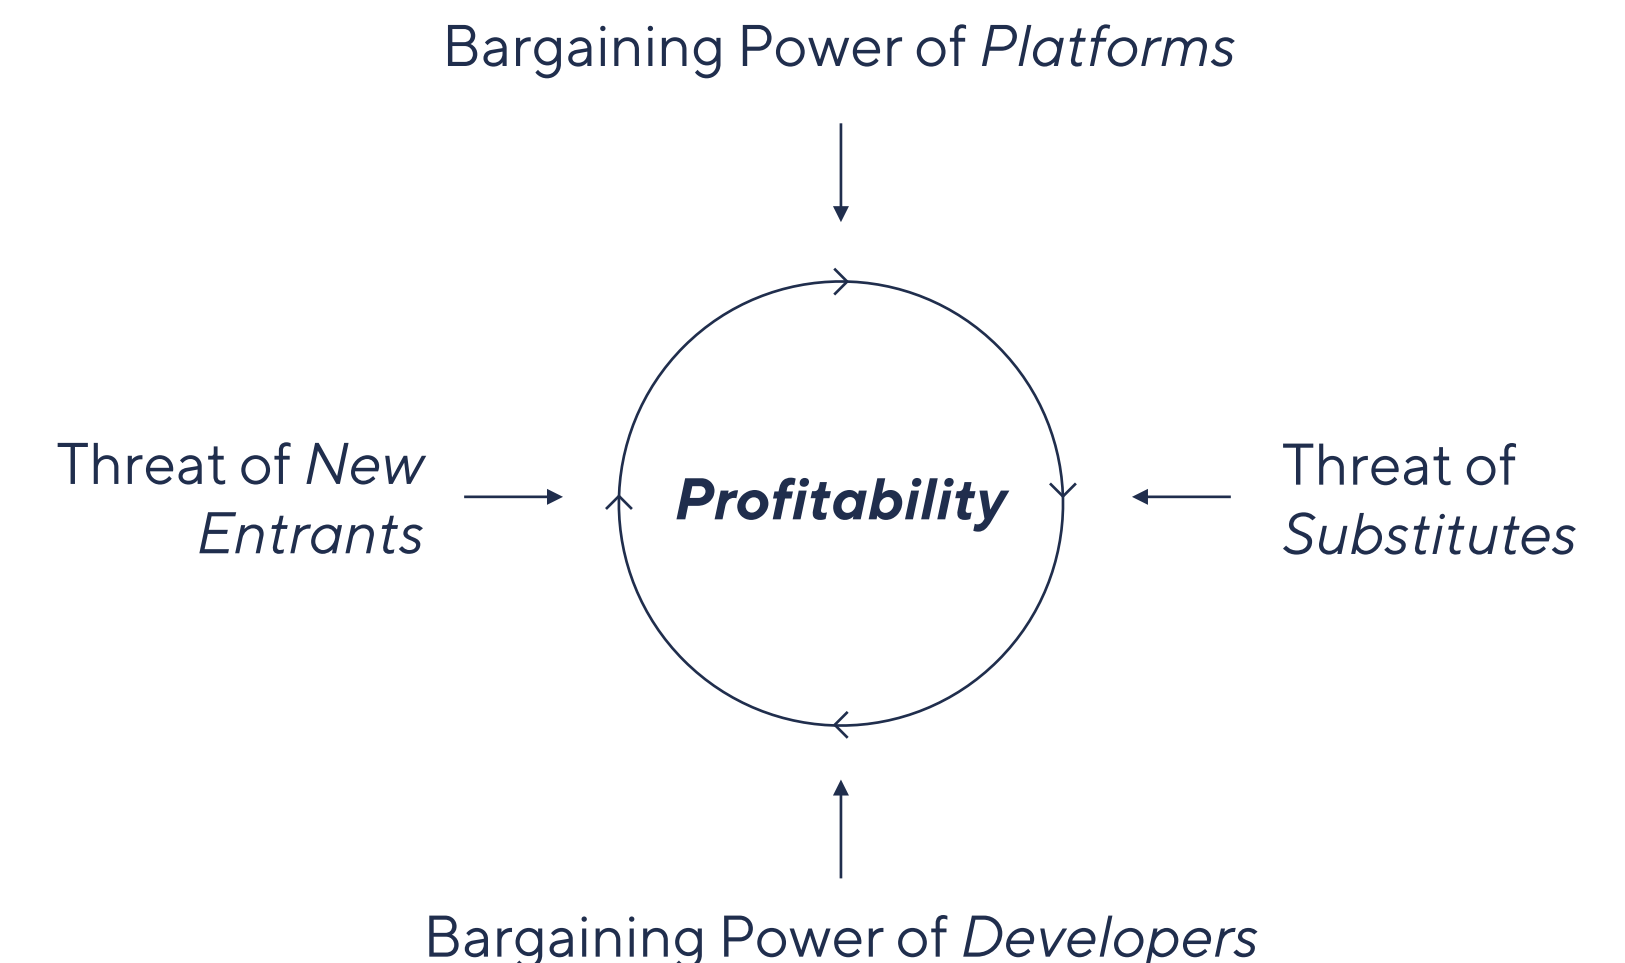 Bargaining Power of Platforms
Threat of New
Entrants
Profitability
Threat of
Substitutes
Bargaining Power of Developers